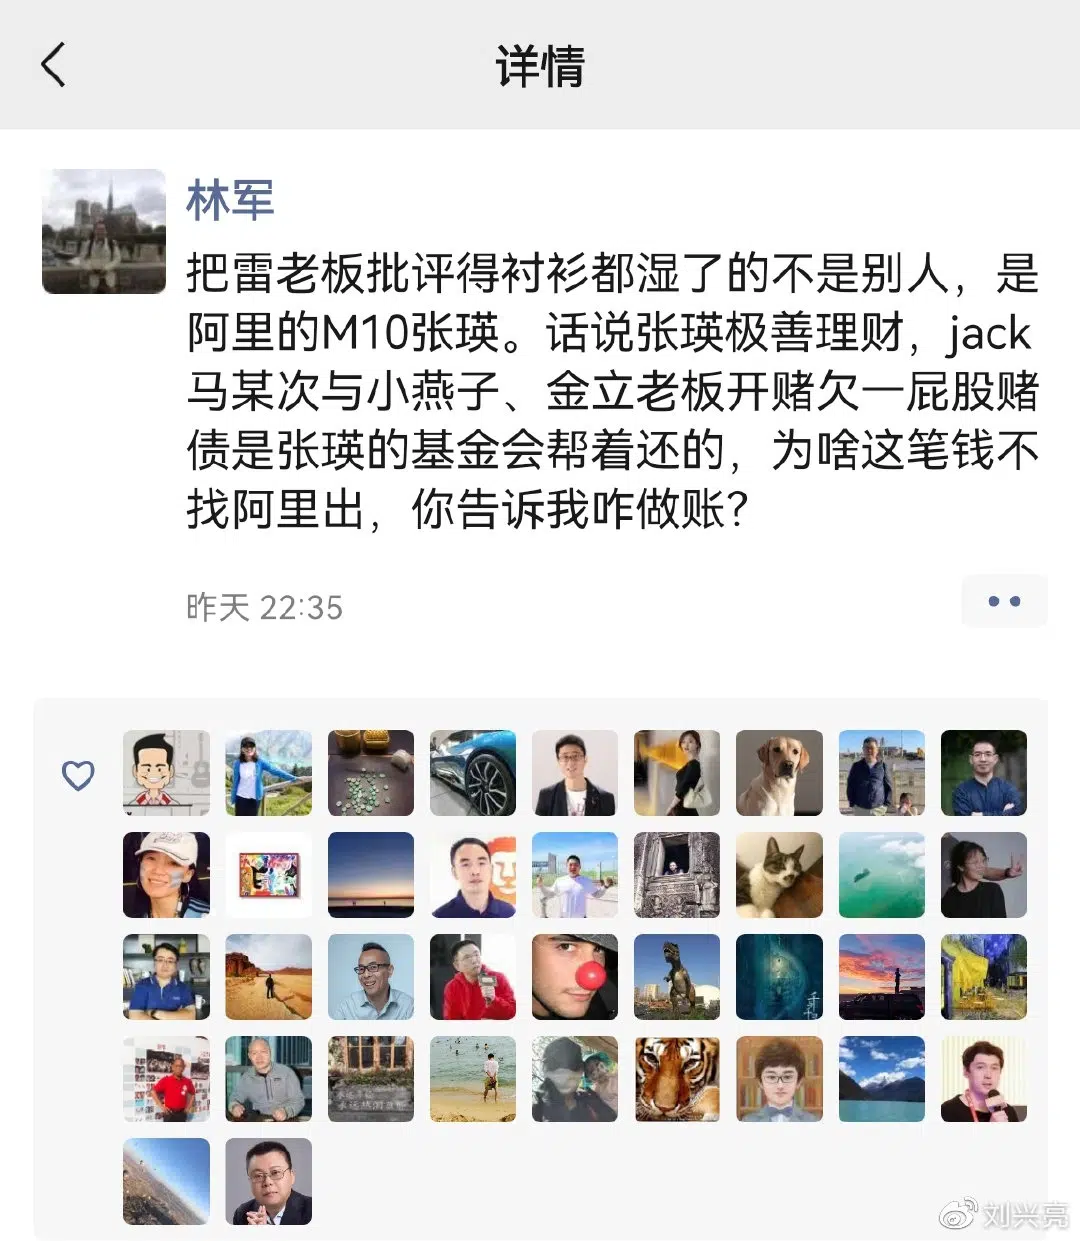 详情
林军
把雷老板批评得衬衫都湿了的不是别人，是
阿里的M10张瑛。话说张瑛极善理财，jack
马某次与小燕子、金立老板开赌欠一屁股赌
债是张瑛的基金会帮着还的，为啥这笔钱不
找阿里出，你告诉我咋做账？
昨天 22:35
刘兴亮